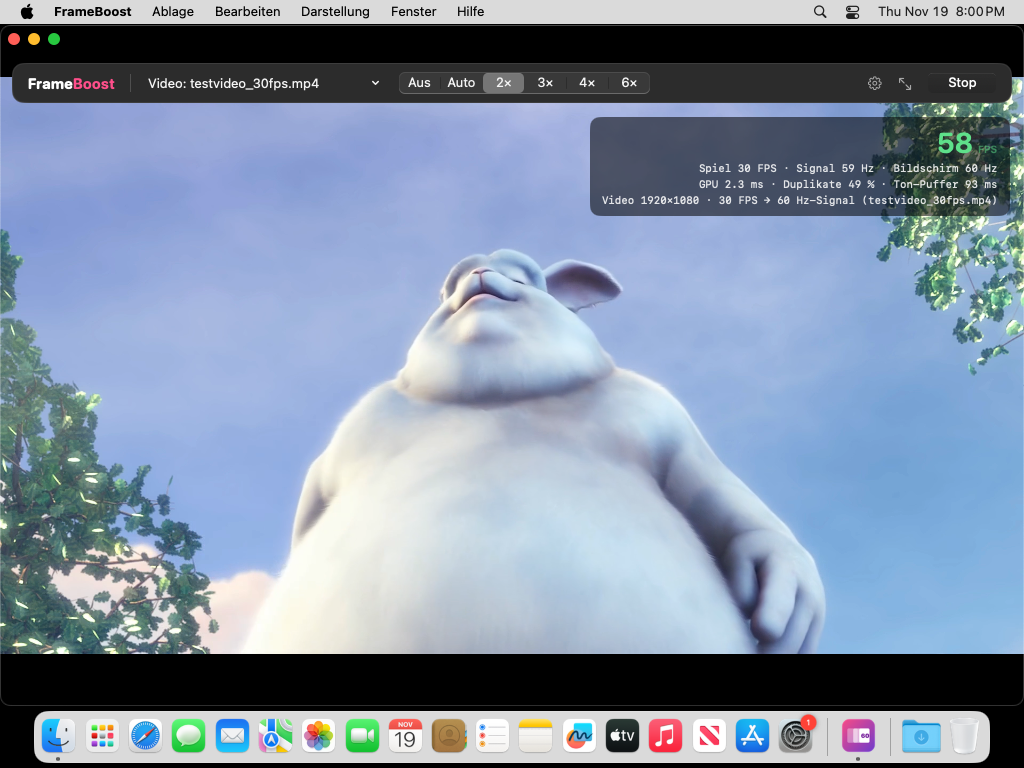 FrameBoost Ablage Bearbeiten Darstellung Fenster Hilfe Thu Nov 19 8:00 PM
FrameBoost Video: testvideo_30fps.mp4 Aus Auto 2× 3× 4× 6× Stop
58 FPS
Spiel 30 FPS · Signal 59 Hz · Bildschirm 60 Hz
GPU 2.3 ms · Duplikate 49 % · Ton-Puffer 93 ms
Video 1920×1080 · 30 FPS → 60 Hz-Signal (testvideo_30fps.mp4)
NOV
19
tv
1
60